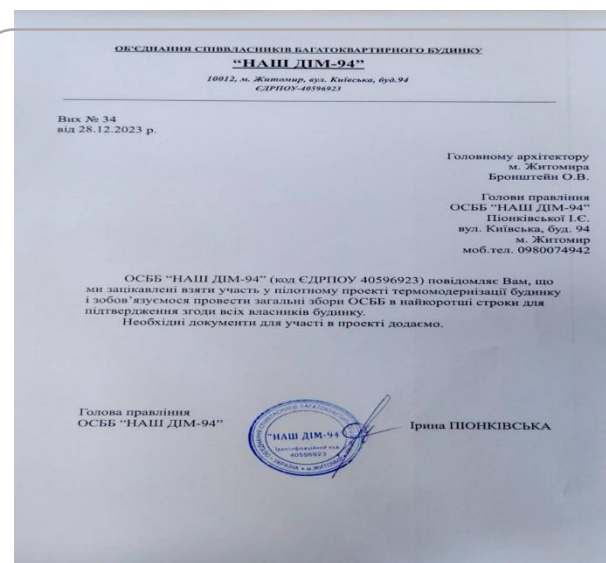 ОБ'ЄДНАННЯ СПІВВЛАСНИКІВ БАГАТОКВАРТИРНОГО БУДИНКУ
"НАШ ДІМ-94"
10012, м. Житомир, вул. Київська, буд.94
ЄДРПОУ-40596923
Вих № 34
від 28.12.2023 р.
Головному архітектору
м. Житомира
Бронштейн О.В.
Голови правління
ОСББ "НАШ ДІМ-94"
Піонківської І.Є.
вул. Київська, буд. 94
м. Житомир
моб.тел. 0980074942
ОСББ "НАШ ДІМ-94" (код ЄДРПОУ 40596923) повідомляє Вам, що
ми зацікавлені взяти участь у пілотному проекті термомодернізації будинку
і зобов'язуємося провести загальні збори ОСББ в найкоротші строки для
підтвердження згоди всіх власників будинку.
Необхідні документи для участі в проекті додаємо.
Голова правління
ОСББ "НАШ ДІМ-94"
Ірина ПІОНКІВСЬКА
"НАШ ДІМ-94"
Ідентифікаційний код
40596923
УКРАЇНА * м.ЖИТОМИР